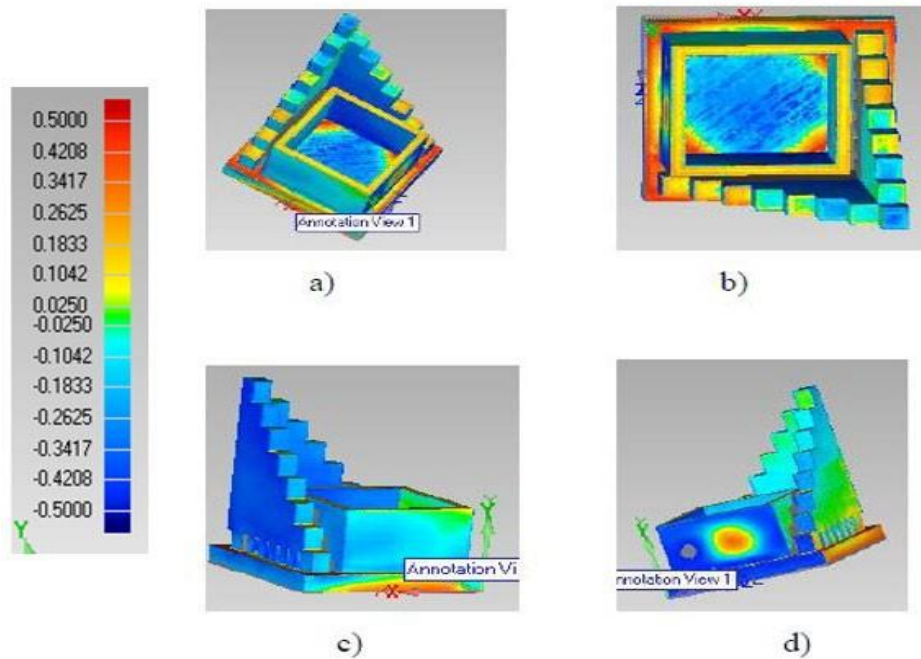 0.5000
0.4208
0.3417
0.2625
0.1833
0.1042
0.0250
-0.0250
-0.1042
-0.1833
-0.2625
-0.3417
-0.4208
-0.5000
Y
Annotation View 1
a)
b)
X
Y
Annotation Vi
c)
Y
nnotation View 1
d)